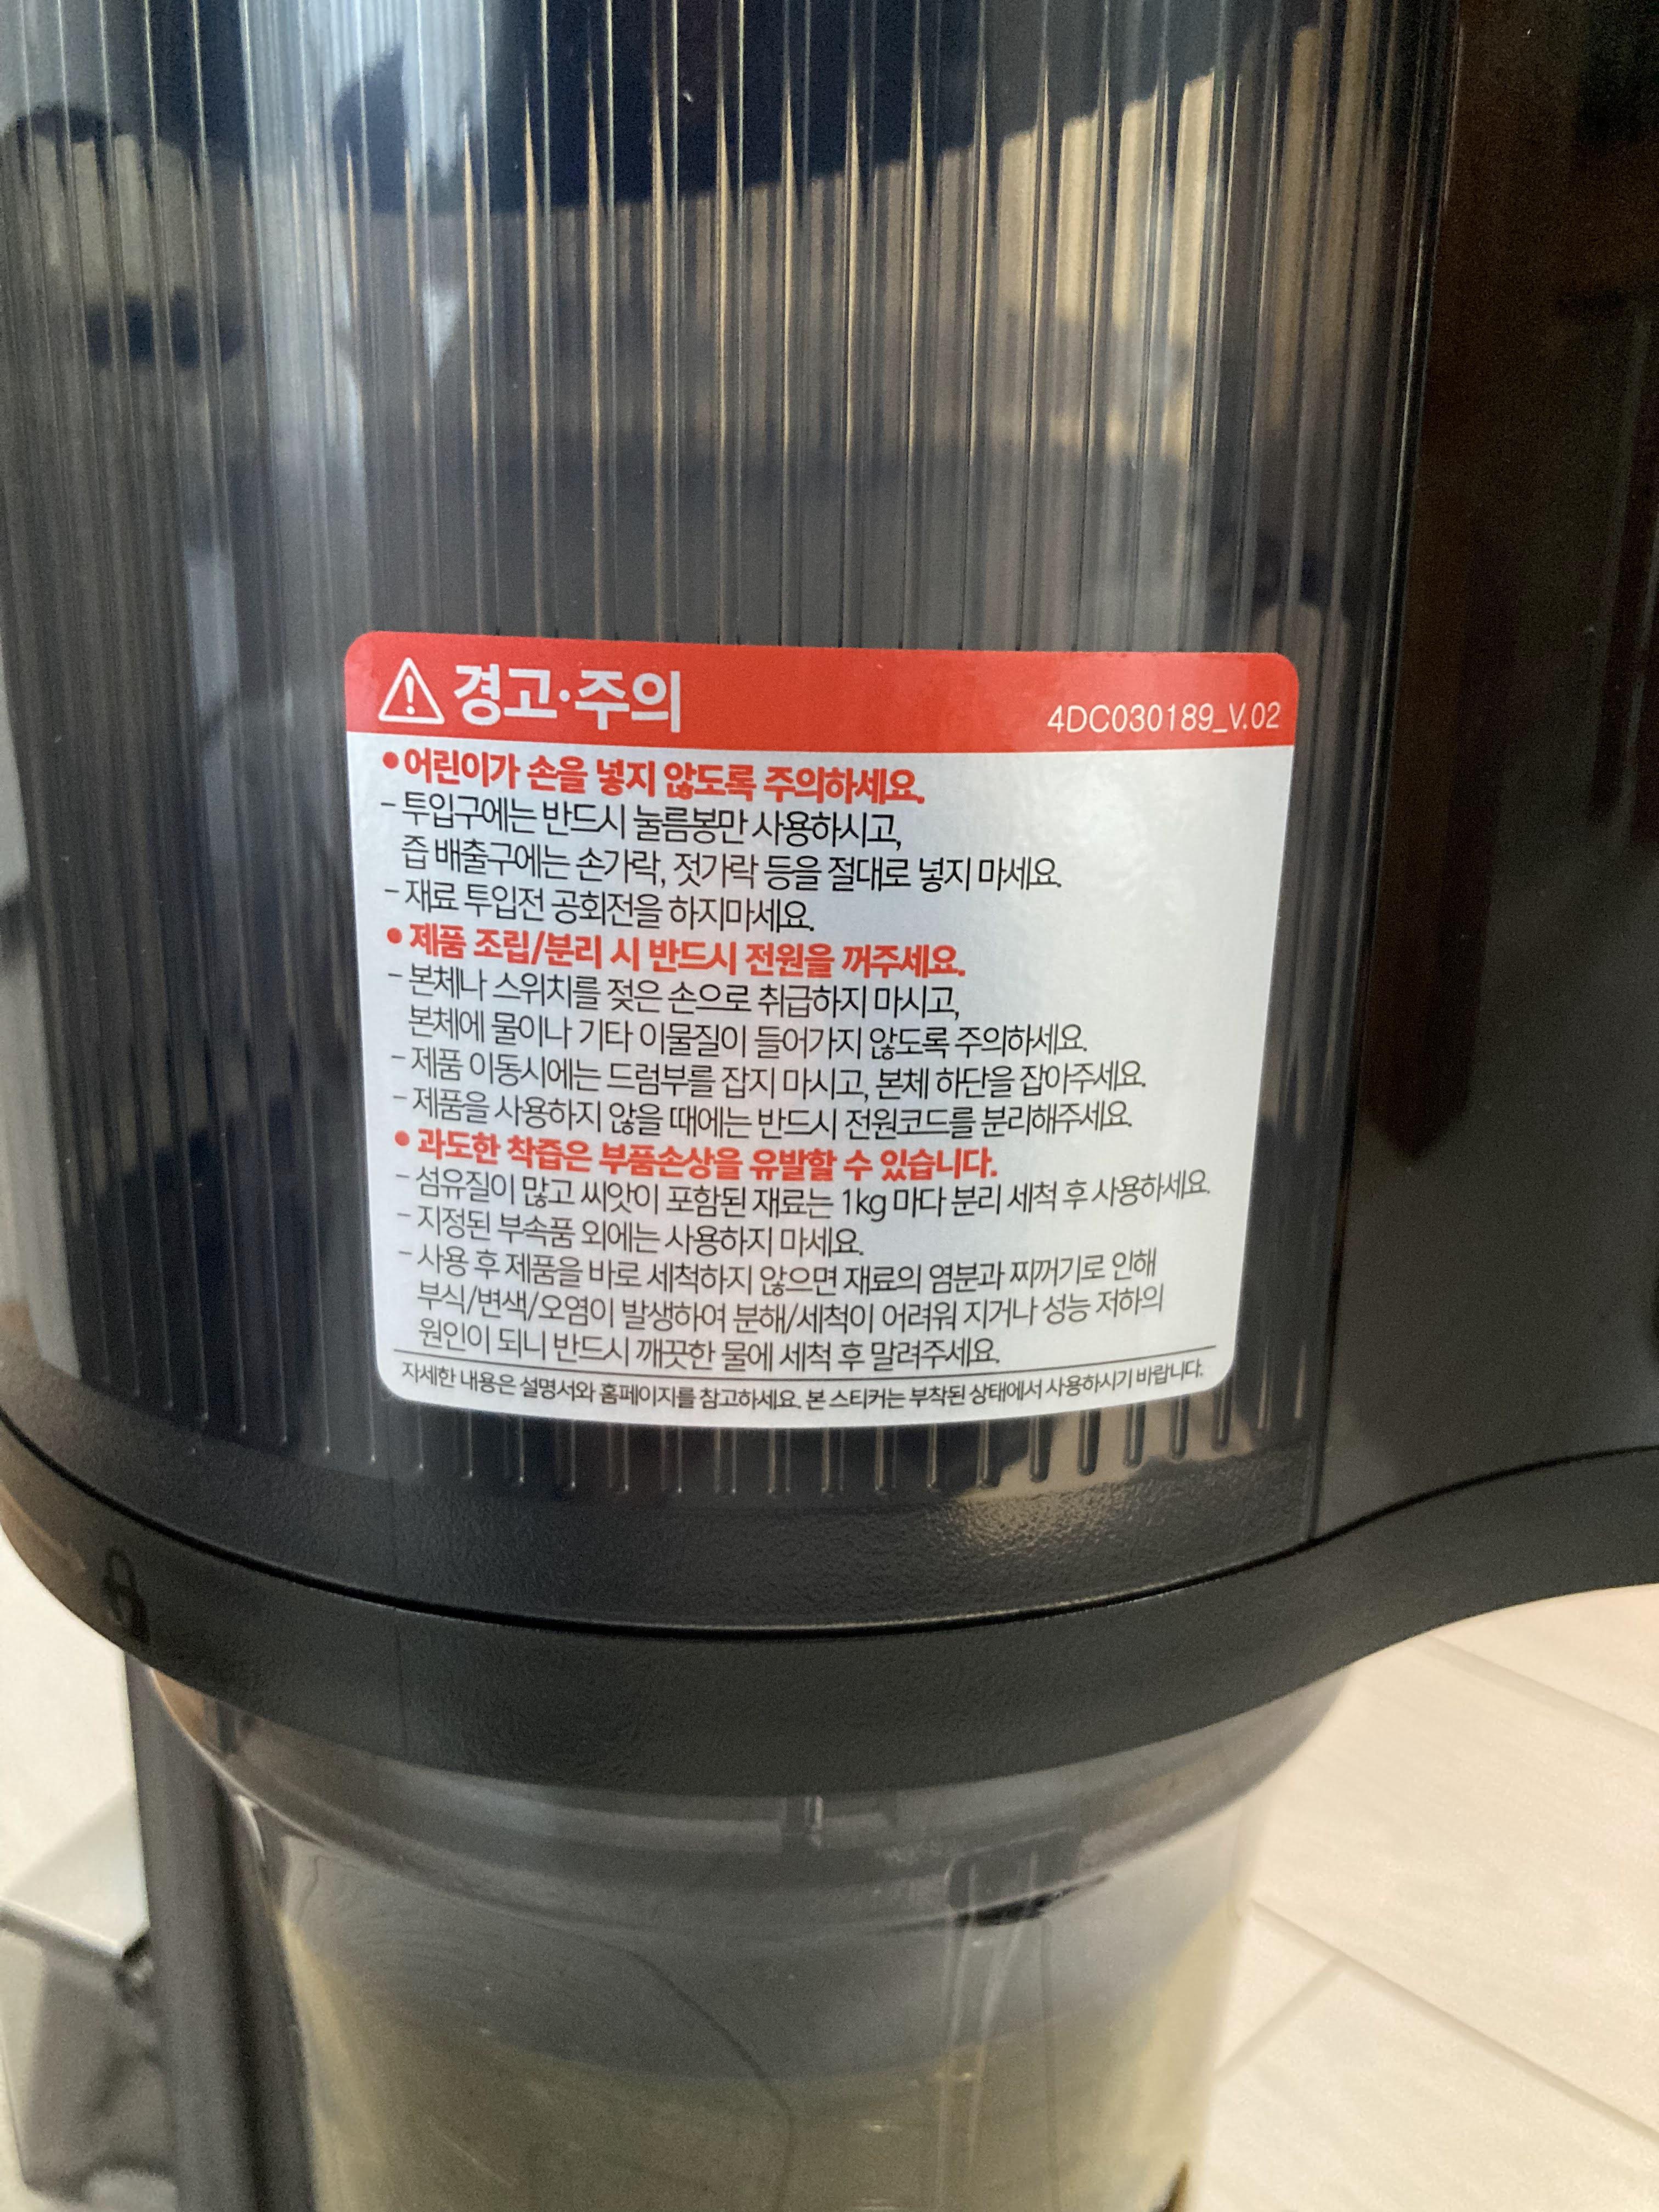 경고·주의
4DC030189_V.02
•어린이가 손을 넣지 않도록 주의하세요.
- 투입구에는 반드시 눌름봉만 사용하시고,
즙 배출구에는 손가락, 젓가락 등을 절대로 넣지 마세요.
- 재료 투입전 공회전을 하지마세요.
• 제품 조립/분리 시 반드시 전원을 꺼주세요.
- 본체나 스위치를 젖은 손으로 취급하지 마시고,
본체에 물이나 기타 이물질이 들어가지 않도록 주의하세요.
- 제품 이동시에는 드럼부를 잡지 마시고, 본체 하단을 잡아주세요.
- 제품을 사용하지 않을 때에는 반드시 전원코드를 분리해주세요.
• 과도한 착즙은 부품손상을 유발할 수 있습니다.
- 섬유질이 많고 씨앗이 포함된 재료는 1kg 마다 분리 세척 후 사용하세요.
- 지정된 부속품 외에는 사용하지 마세요.
- 사용 후 제품을 바로 세척하지 않으면 재료의 염분과 찌꺼기로 인해
부식/변색/오염이 발생하여 분해/세척이 어려워 지거나 성능 저하의
원인이 되니 반드시 깨끗한 물에 세척 후 말려주세요.
자세한 내용은 설명서와 홈페이지를 참고하세요. 본 스티커는 부착된 상태에서 사용하시기 바랍니다.